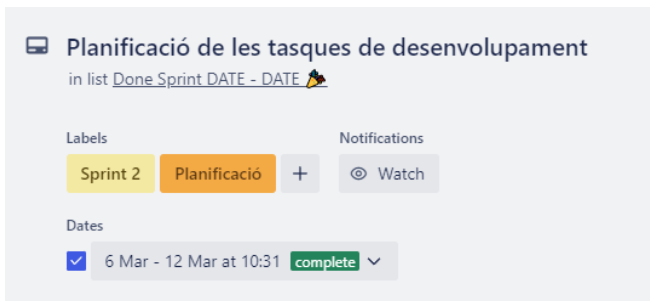 Planificació de les tasques de desenvolupament
in list Done Sprint DATE - DATE 🎉
Labels
Notifications
Sprint 2
Planificació
+
Watch
Dates
6 Mar - 12 Mar at 10:31 complete